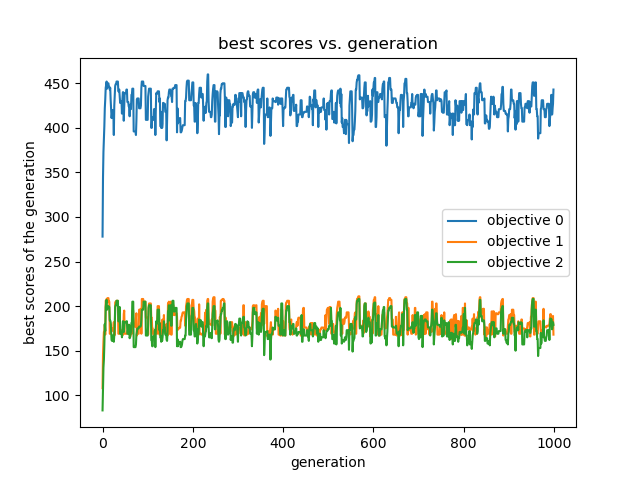 best scores vs. generation
best scores of the generation
450
400
350
300
250
200
150
100
objective 0
objective 1
objective 2
0
200
400
600
800
1000
generation